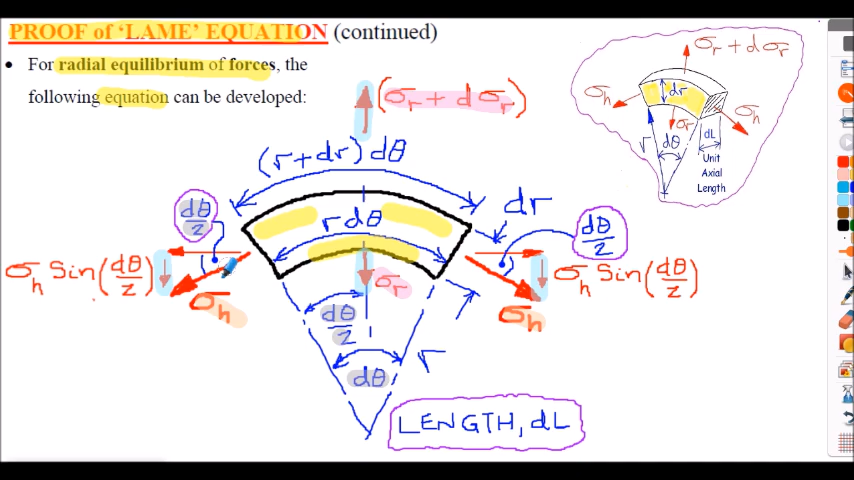 PROOF of 'LAME' EQUATION (continued)
• For radial equilibrium of forces, the
following equation can be developed:
(σr + dσr)
(r+dr)dθ
r dθ
dr
dθ/2
dθ/2
σh Sin(dθ/2)
σh Sin(dθ/2)
σh
σr
σh
dθ/2
dθ
r
LENGTH, dL
σr + dσr
σh
dr
σh
σr
r
dθ
dL
Unit
Axial
Length